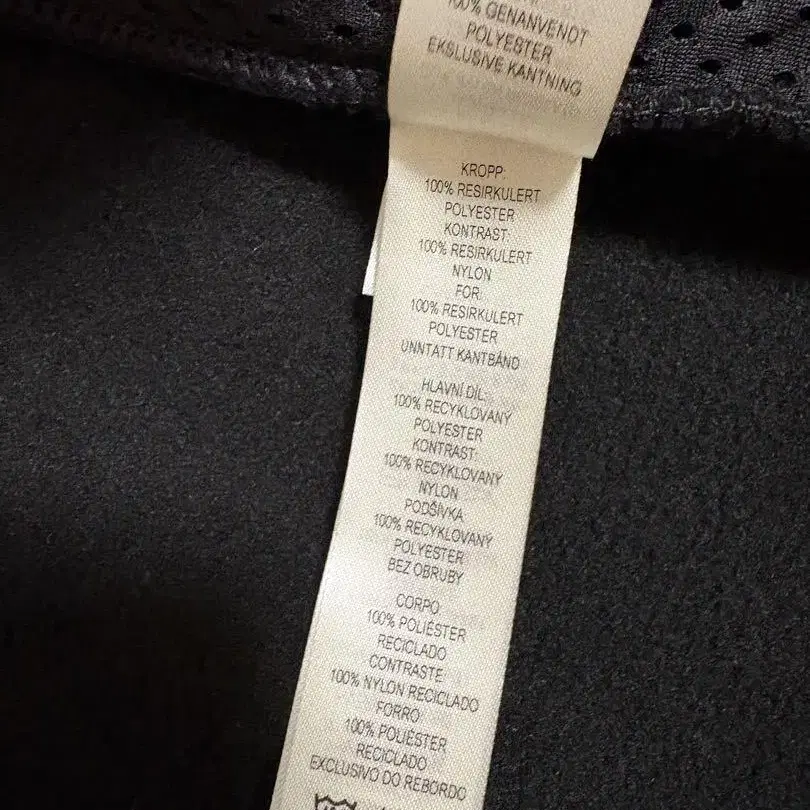 100% GENANVENDT
POLYESTER
EKSLUSIVE KANTNING
KROPP:
100% RESIRKULERT
POLYESTER
KONTRAST:
100% RESIRKULERT
NYLON
FOR:
100% RESIRKULERT
POLYESTER
UNNTATT KANTBÅND
HLAVNÍ DÍL:
100% RECYKLOVANÝ
POLYESTER
KONTRAST:
100% RECYKLOVANÝ
NYLON
PODŠÍVKA
100% RECYKLOVANÝ
POLYESTER
BEZ OBRUBY
CORPO
100% POLIÉSTER
RECICLADO
CONTRASTE:
100% NYLON RECICLADO
FORRO:
100% POLIÉSTER
RECICLADO
EXCLUSIVO DO REBORDO